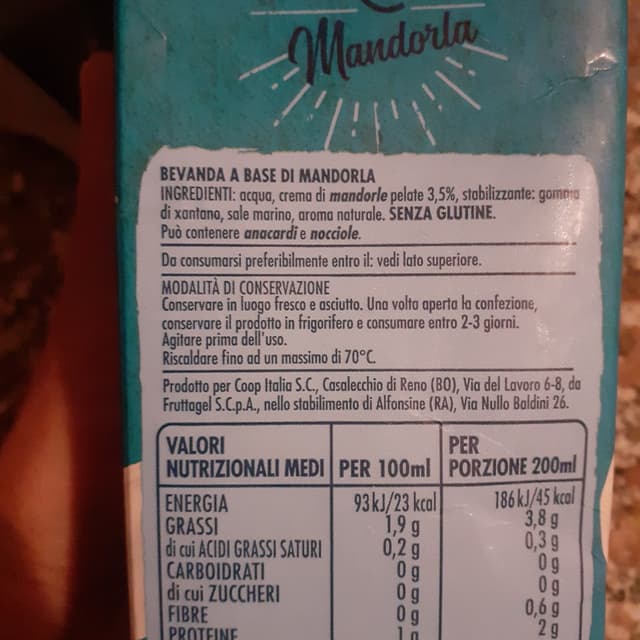 Mandorla
BEVANDA A BASE DI MANDORLA
INGREDIENTI: acqua, crema di mandorle pelate 3,5%, stabilizzante: gomma
di xantano, sale marino, aroma naturale. SENZA GLUTINE.
Può contenere anacardi e nocciole.
Da consumarsi preferibilmente entro il: vedi lato superiore.
MODALITÀ DI CONSERVAZIONE
Conservare in luogo fresco e asciutto. Una volta aperta la confezione,
conservare il prodotto in frigorifero e consumare entro 2-3 giorni.
Agitare prima dell'uso.
Riscaldare fino ad un massimo di 70°C.
Prodotto per Coop Italia S.C., Casalecchio di Reno (BO), Via del Lavoro 6-8, da
Fruttagel S.C.p.A., nello stabilimento di Alfonsine (RA), Via Nullo Baldini 26.
VALORI NUTRIZIONALI MEDI PER 100ml PER PORZIONE 200ml
ENERGIA 93 kJ/23 kcal 186 kJ/45 kcal
GRASSI 1,9 g 3,8 g
di cui ACIDI GRASSI SATURI 0,2 g 0,3 g
CARBOIDRATI 0 g 0 g
di cui ZUCCHERI 0 g 0 g
FIBRE 0 g 0,6 g
PROTEINE 1 g 2 g